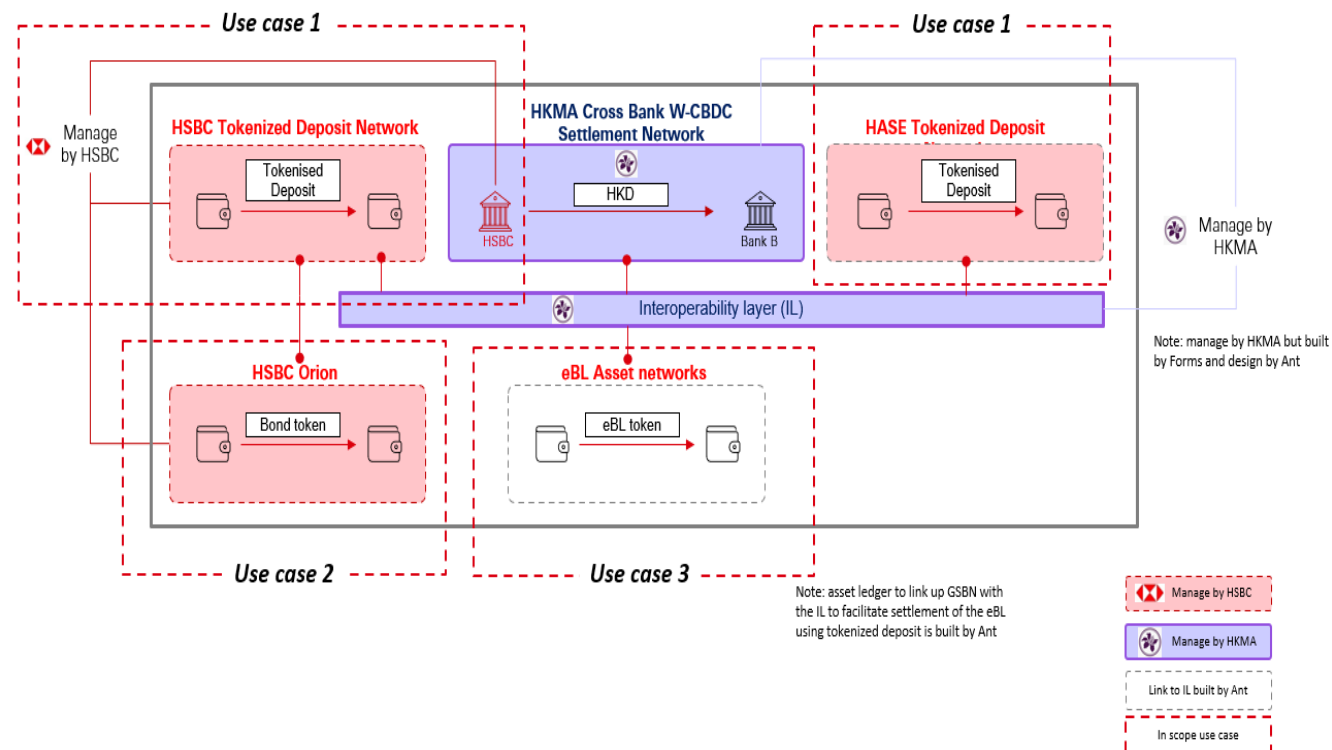 Use case 1
Use case 1
Manage
by HSBC
HSBC Tokenized Deposit Network
Tokenised
Deposit
HKMA Cross Bank W-CBDC
Settlement Network
HKD
HSBC
Bank B
HASE Tokenized Deposit
Tokenised
Deposit
Manage by
HKMA
Interoperability layer (IL)
Note: manage by HKMA but built
by Forms and design by Ant
HSBC Orion
Bond token
eBL Asset networks
eBL token
Use case 2
Use case 3
Note: asset ledger to link up GSBN with
the IL to facilitate settlement of the eBL
using tokenized deposit is built by Ant
Manage by HSBC
Manage by HKMA
Link to IL built by Ant
In scope use case